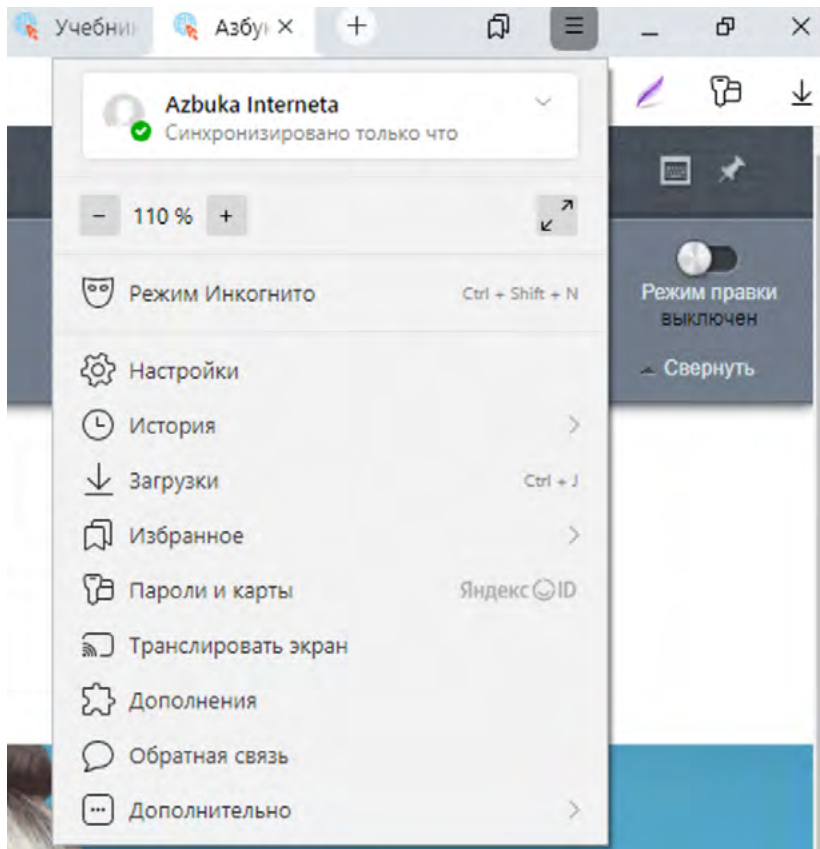 Учебни
Азбу
Azbuka Interneta
Синхронизировано только что
110 %
Режим Инкогнито Ctrl + Shift + N
Режим правки
выключен
Свернуть
Настройки
История
Загрузки Ctrl + J
Избранное
Пароли и карты Яндекс ID
Транслировать экран
Дополнения
Обратная связь
Дополнительно